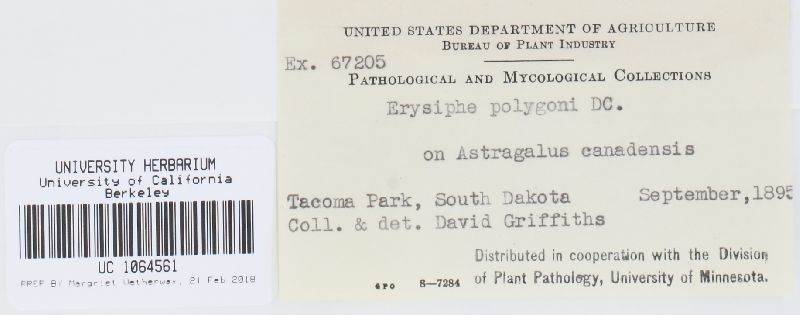 UNITED STATES DEPARTMENT OF AGRICULTURE
BUREAU OF PLANT INDUSTRY
Ex. 67205
PATHOLOGICAL AND MYCOLOGICAL COLLECTIONS
Erysiphe polygoni DC.
on Astragalus canadensis
Tacoma Park, South Dakota September, 1895
Coll. & det. David Griffiths
Distributed in cooperation with the Division
of Plant Pathology, University of Minnesota.
GPO 8—7284
UNIVERSITY HERBARIUM
University of California
Berkeley
UC 1064561
PREP BY Margriet Wetherwax, 21 Feb 2018